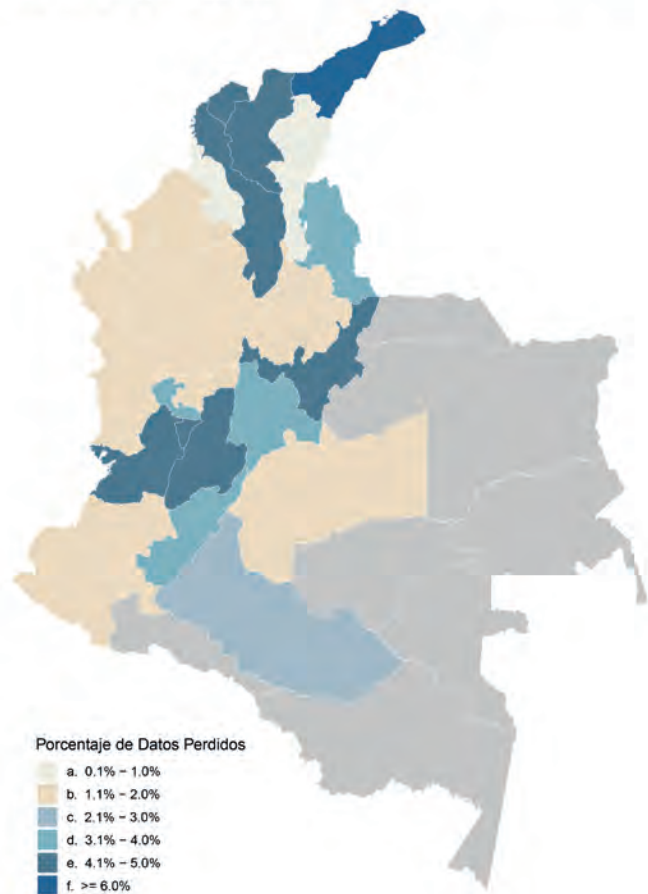 Porcentaje de Datos Perdidos
a. 0.1% – 1.0%
b. 1.1% – 2.0%
c. 2.1% – 3.0%
d. 3.1% – 4.0%
e. 4.1% – 5.0%
f. >= 6.0%